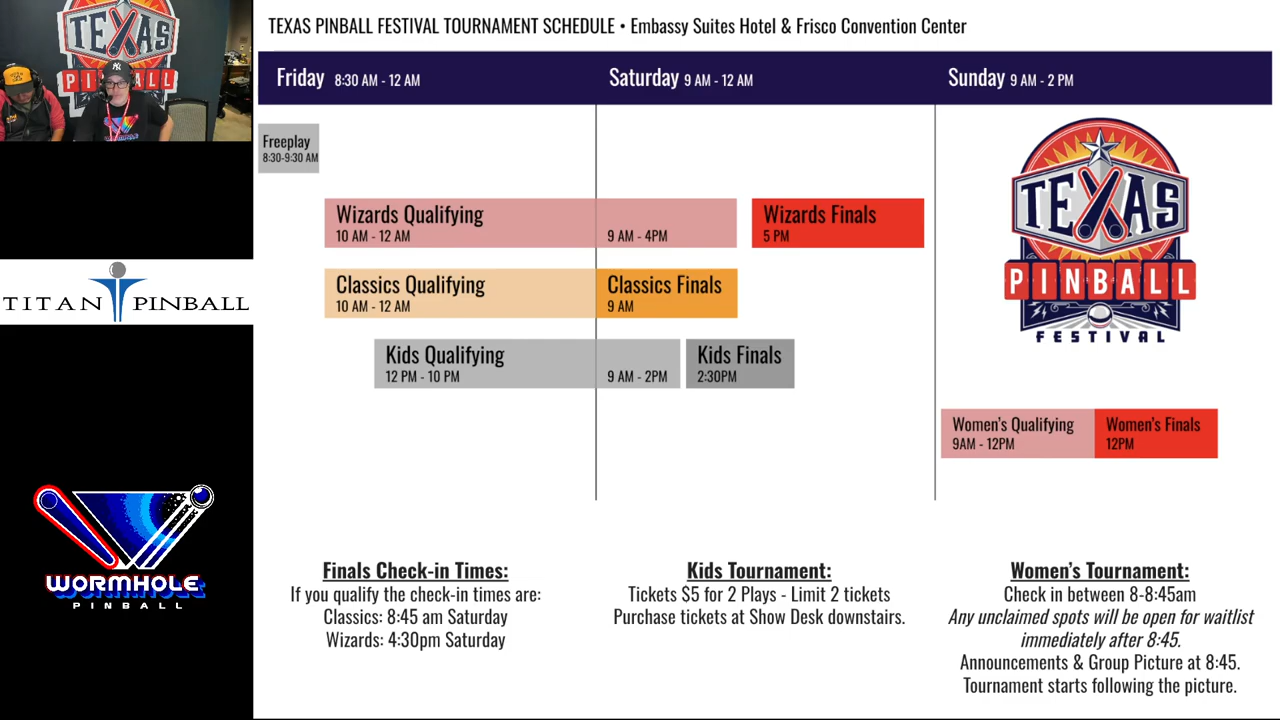 TEXAS
PINBALL
WORMHOLE
TITAN PINBALL
WORMHOLE
PINBALL
TEXAS PINBALL FESTIVAL TOURNAMENT SCHEDULE • Embassy Suites Hotel & Frisco Convention Center
Friday 8:30 AM - 12 AM
Saturday 9 AM - 12 AM
Sunday 9 AM - 2 PM
Freeplay
8:30-9:30 AM
Wizards Qualifying
10 AM - 12 AM
9 AM - 4PM
Wizards Finals
5 PM
Classics Qualifying
10 AM - 12 AM
Classics Finals
9 AM
Kids Qualifying
12 PM - 10 PM
9 AM - 2PM
Kids Finals
2:30PM
TEXAS
PINBALL
FESTIVAL
Women's Qualifying
9AM - 12PM
Women's Finals
12PM
Finals Check-in Times:
If you qualify the check-in times are:
Classics: 8:45 am Saturday
Wizards: 4:30pm Saturday
Kids Tournament:
Tickets $5 for 2 Plays - Limit 2 tickets
Purchase tickets at Show Desk downstairs.
Women's Tournament:
Check in between 8-8:45am
Any unclaimed spots will be open for waitlist
immediately after 8:45.
Announcements & Group Picture at 8:45.
Tournament starts following the picture.